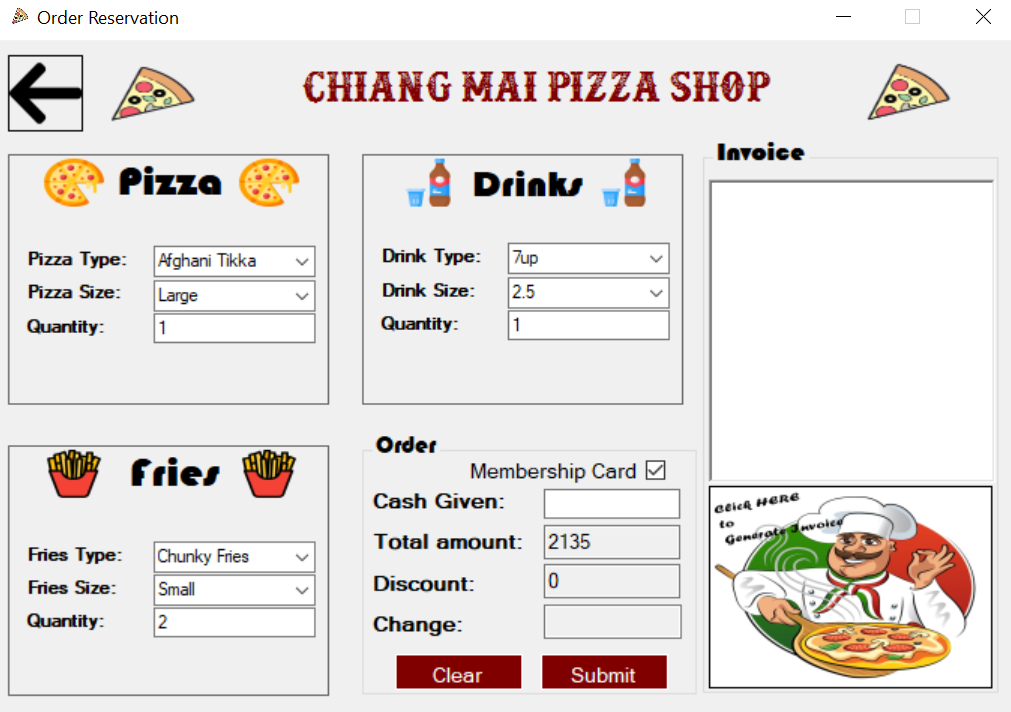 Order Reservation
CHIANG MAI PIZZA SHOP
Pizza
Pizza Type: Afghani Tikka
Pizza Size: Large
Quantity: 1
Drinks
Drink Type: 7up
Drink Size: 2.5
Quantity: 1
Invoice
Fries
Fries Type: Chunky Fries
Fries Size: Small
Quantity: 2
Order
Membership Card
Cash Given:
Total amount: 2135
Discount: 0
Change:
Clear Submit
Click HERE
to
Generate Invoice